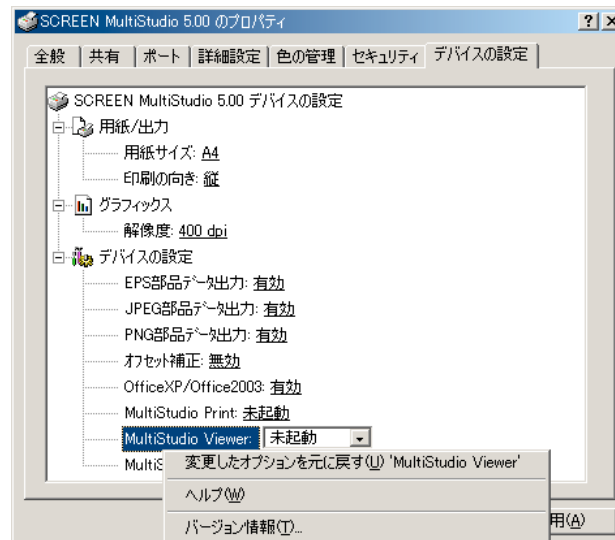 SCREEN MultiStudio 5.00 のプロパティ
全般 共有 ポート 詳細設定 色の管理 セキュリティ デバイスの設定
SCREEN MultiStudio 5.00 デバイスの設定
用紙/出力
用紙サイズ: A4
印刷の向き: 縦
グラフィックス
解像度: 400 dpi
デバイスの設定
EPS部品データ出力: 有効
JPEG部品データ出力: 有効
PNG部品データ出力: 有効
オフセット補正: 無効
OfficeXP/Office2003: 有効
MultiStudio Print: 未起動
MultiStudio Viewer: 未起動
MultiS
変更したオプションを元に戻す(U) 'MultiStudio Viewer'
ヘルプ(W)
バージョン情報(T)...
用(A)